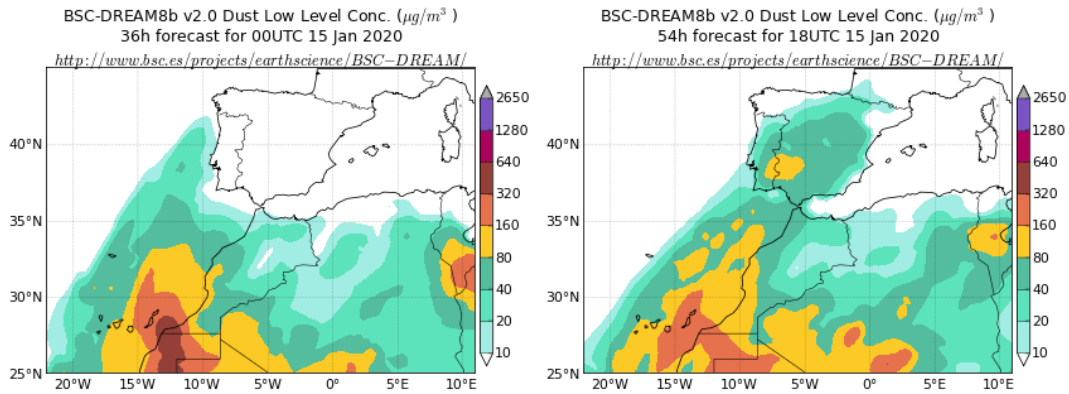 BSC-DREAM8b v2.0 Dust Low Level Conc. (μg/m³ )
36h forecast for 00UTC 15 Jan 2020
http://www.bsc.es/projects/earthscience/BSC−DREAM/
40°N
35°N
30°N
25°N
20°W 15°W 10°W 5°W 0° 5°E 10°E
2650
1280
640
320
160
80
40
20
10
BSC-DREAM8b v2.0 Dust Low Level Conc. (μg/m³ )
54h forecast for 18UTC 15 Jan 2020
http://www.bsc.es/projects/earthscience/BSC−DREAM/
40°N
35°N
30°N
25°N
20°W 15°W 10°W 5°W 0° 5°E 10°E
2650
1280
640
320
160
80
40
20
10